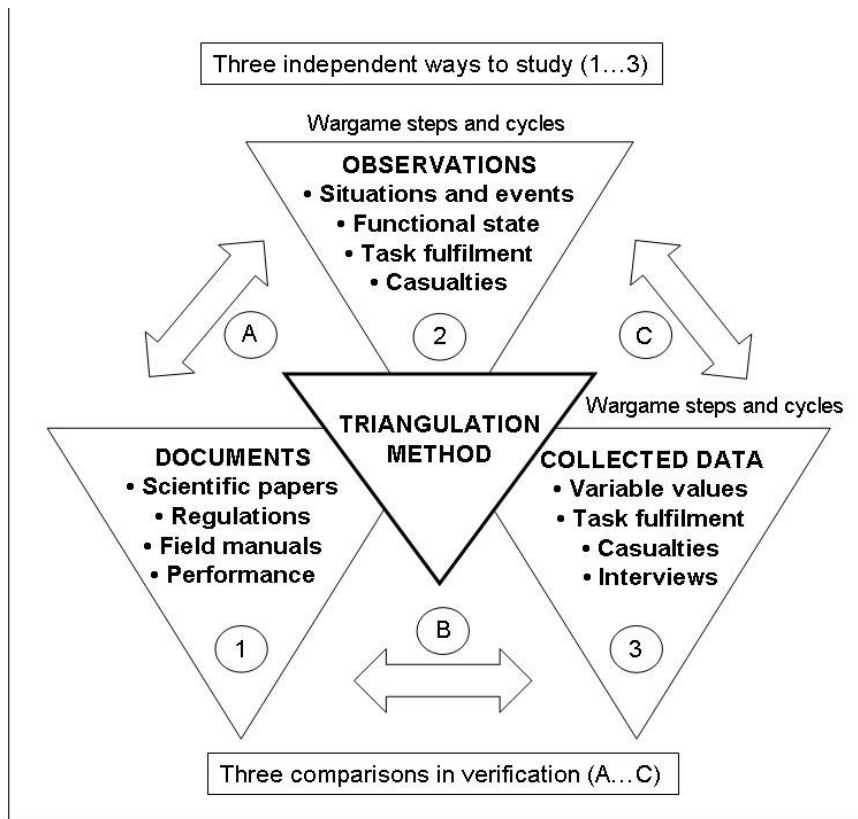 Three independent ways to study (1…3)
Wargame steps and cycles
OBSERVATIONS
• Situations and events
• Functional state
• Task fulfilment
• Casualties
A
2
C
TRIANGULATION
METHOD
Wargame steps and cycles
DOCUMENTS
• Scientific papers
• Regulations
• Field manuals
• Performance
1
COLLECTED DATA
• Variable values
• Task fulfilment
• Casualties
• Interviews
3
B
Three comparisons in verification (A…C)